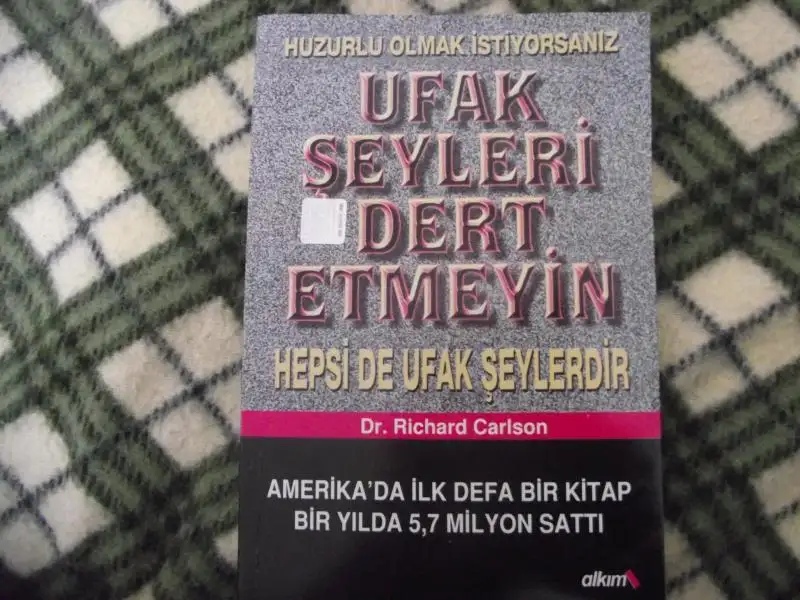 HUZURLU OLMAK İSTİYORSANIZ
UFAK
ŞEYLERİ
DERT
ETMEYİN
HEPSİ DE UFAK ŞEYLERDİR
Dr. Richard Carlson
AMERİKA'DA İLK DEFA BİR KİTAP
BİR YILDA 5,7 MİLYON SATTI
alkım